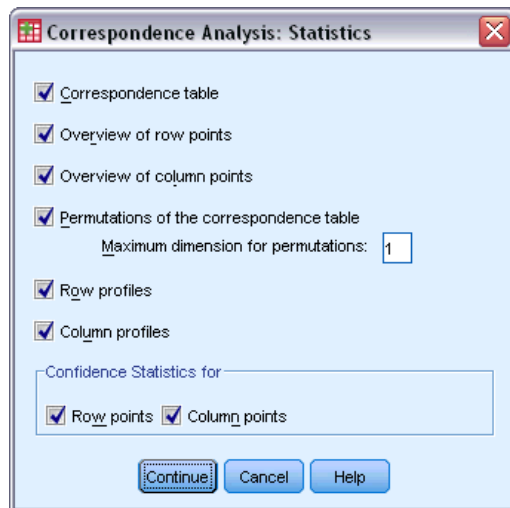 Correspondence Analysis: Statistics
Correspondence table
Overview of row points
Overview of column points
Permutations of the correspondence table
Maximum dimension for permutations: 1
Row profiles
Column profiles
Confidence Statistics for
Row points Column points
Continue Cancel Help